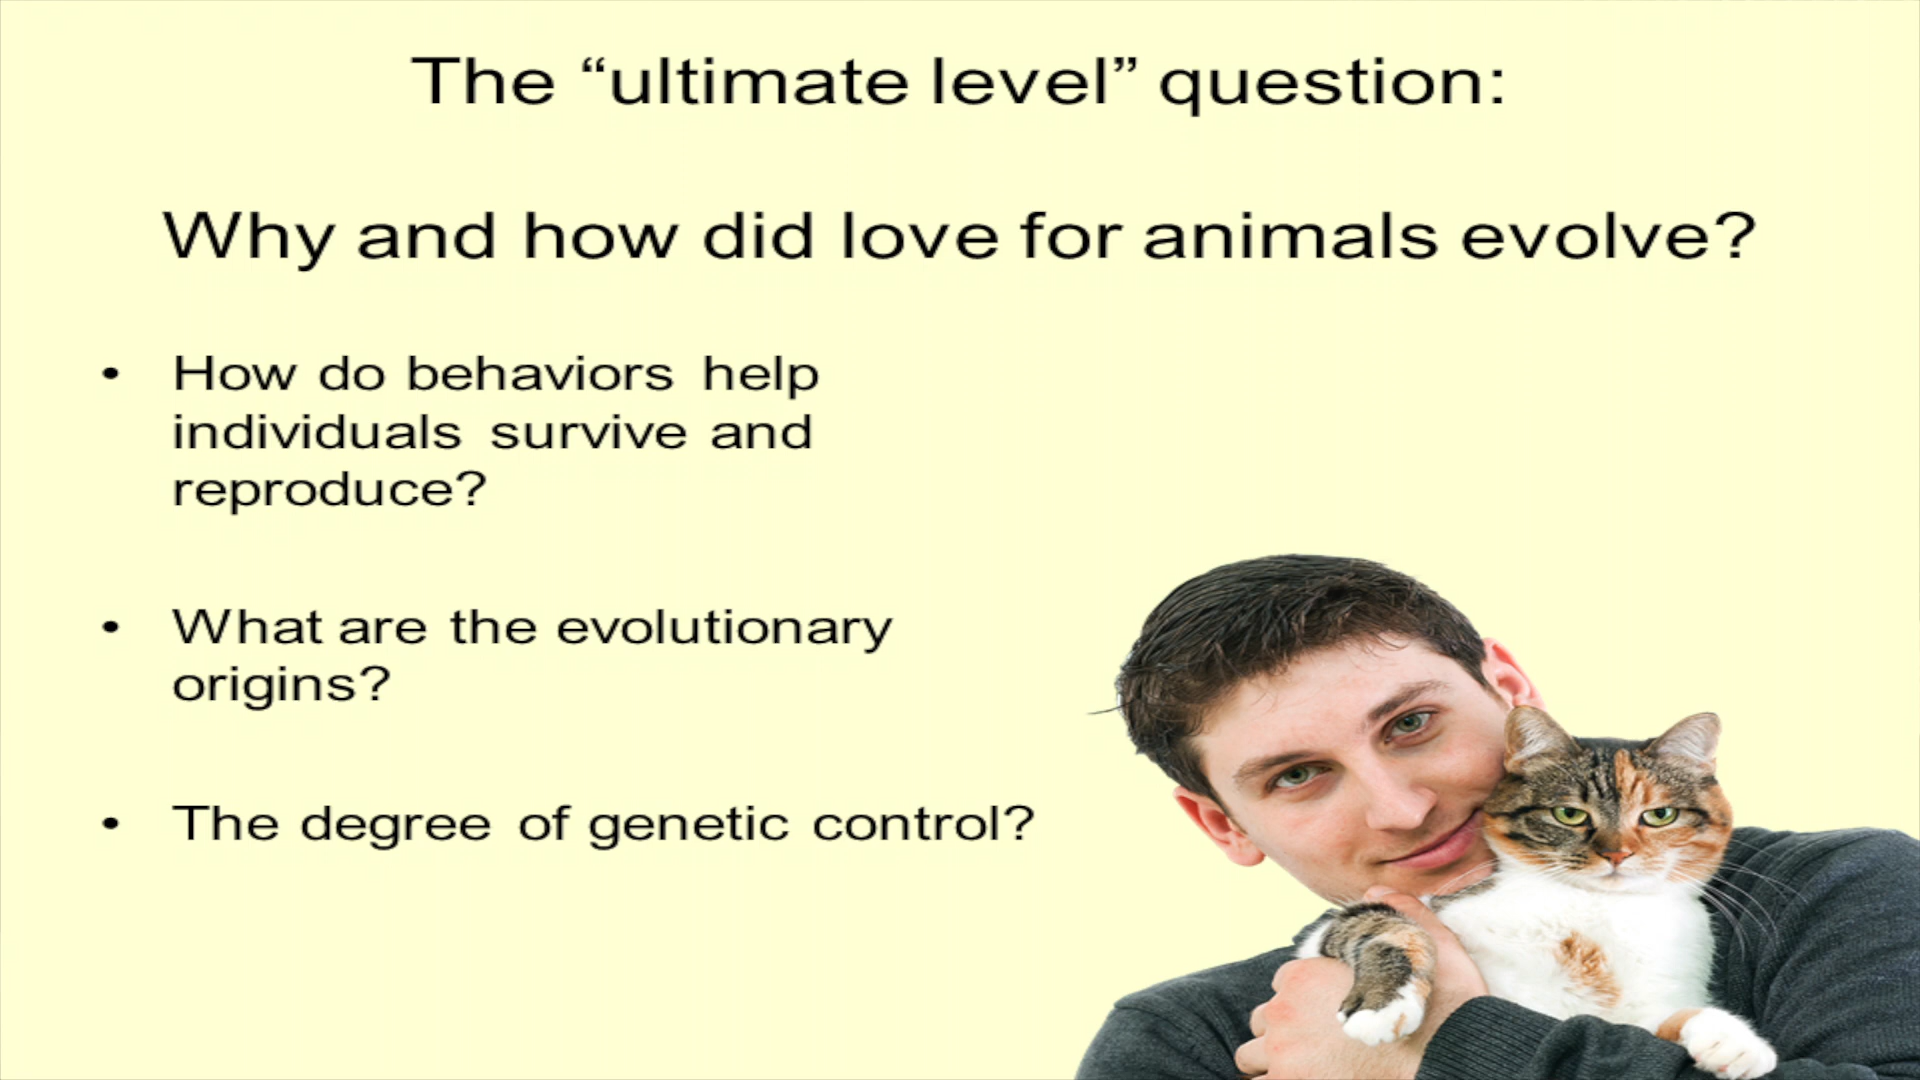 The “ultimate level” question:
Why and how did love for animals evolve?
• How do behaviors help
individuals survive and
reproduce?
• What are the evolutionary
origins?
• The degree of genetic control?